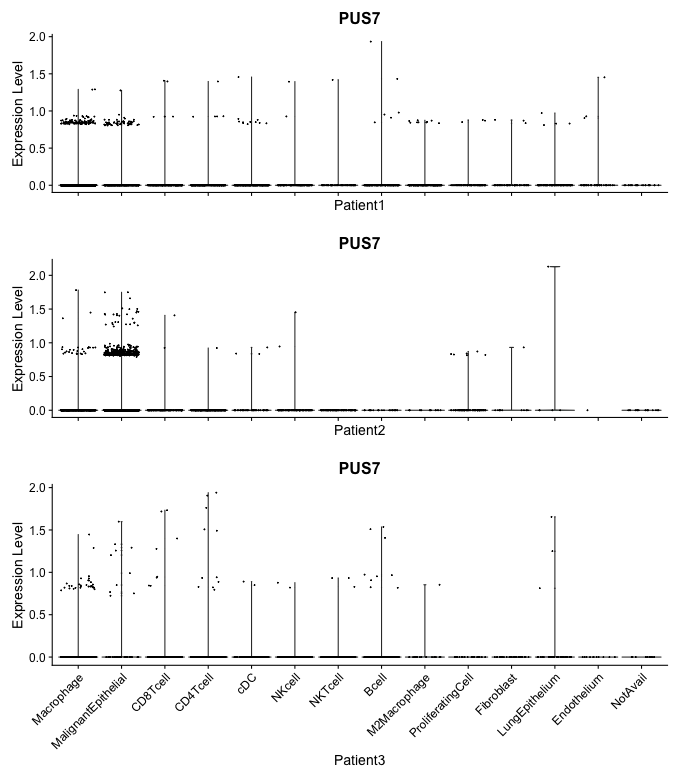 PUS7
Expression Level
2.0
1.5
1.0
0.5
0.0
Patient1
PUS7
Expression Level
2.0
1.5
1.0
0.5
0.0
Patient2
PUS7
Expression Level
2.0
1.5
1.0
0.5
0.0
Macrophage
MalignantEpithelial
CD8Tcell
CD4Tcell
cDC
NKcell
NKTcell
Bcell
M2Macrophage
ProliferatingCell
Fibroblast
LungEpithelium
Endothelium
NotAvail
Patient3